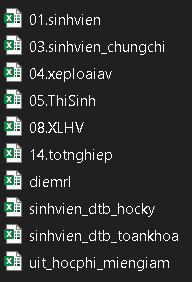 01.sinhvien
03.sinhvien_chungchi
04.xeploaiav
05.ThiSinh
08.XLHV
14.totnghiep
diemrl
sinhvien_dtb_hocky
sinhvien_dtb_toankhoa
uit_hocphi_miengiam